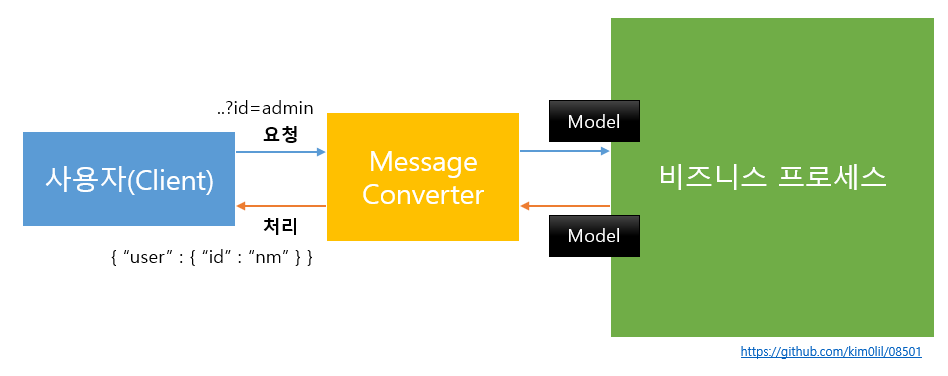 ..?id=admin
요청
사용자(Client)
Message
Converter
Model
비즈니스 프로세스
처리
{ “user” : { “id” : “nm” } }
Model
https://github.com/kim0lil/08501